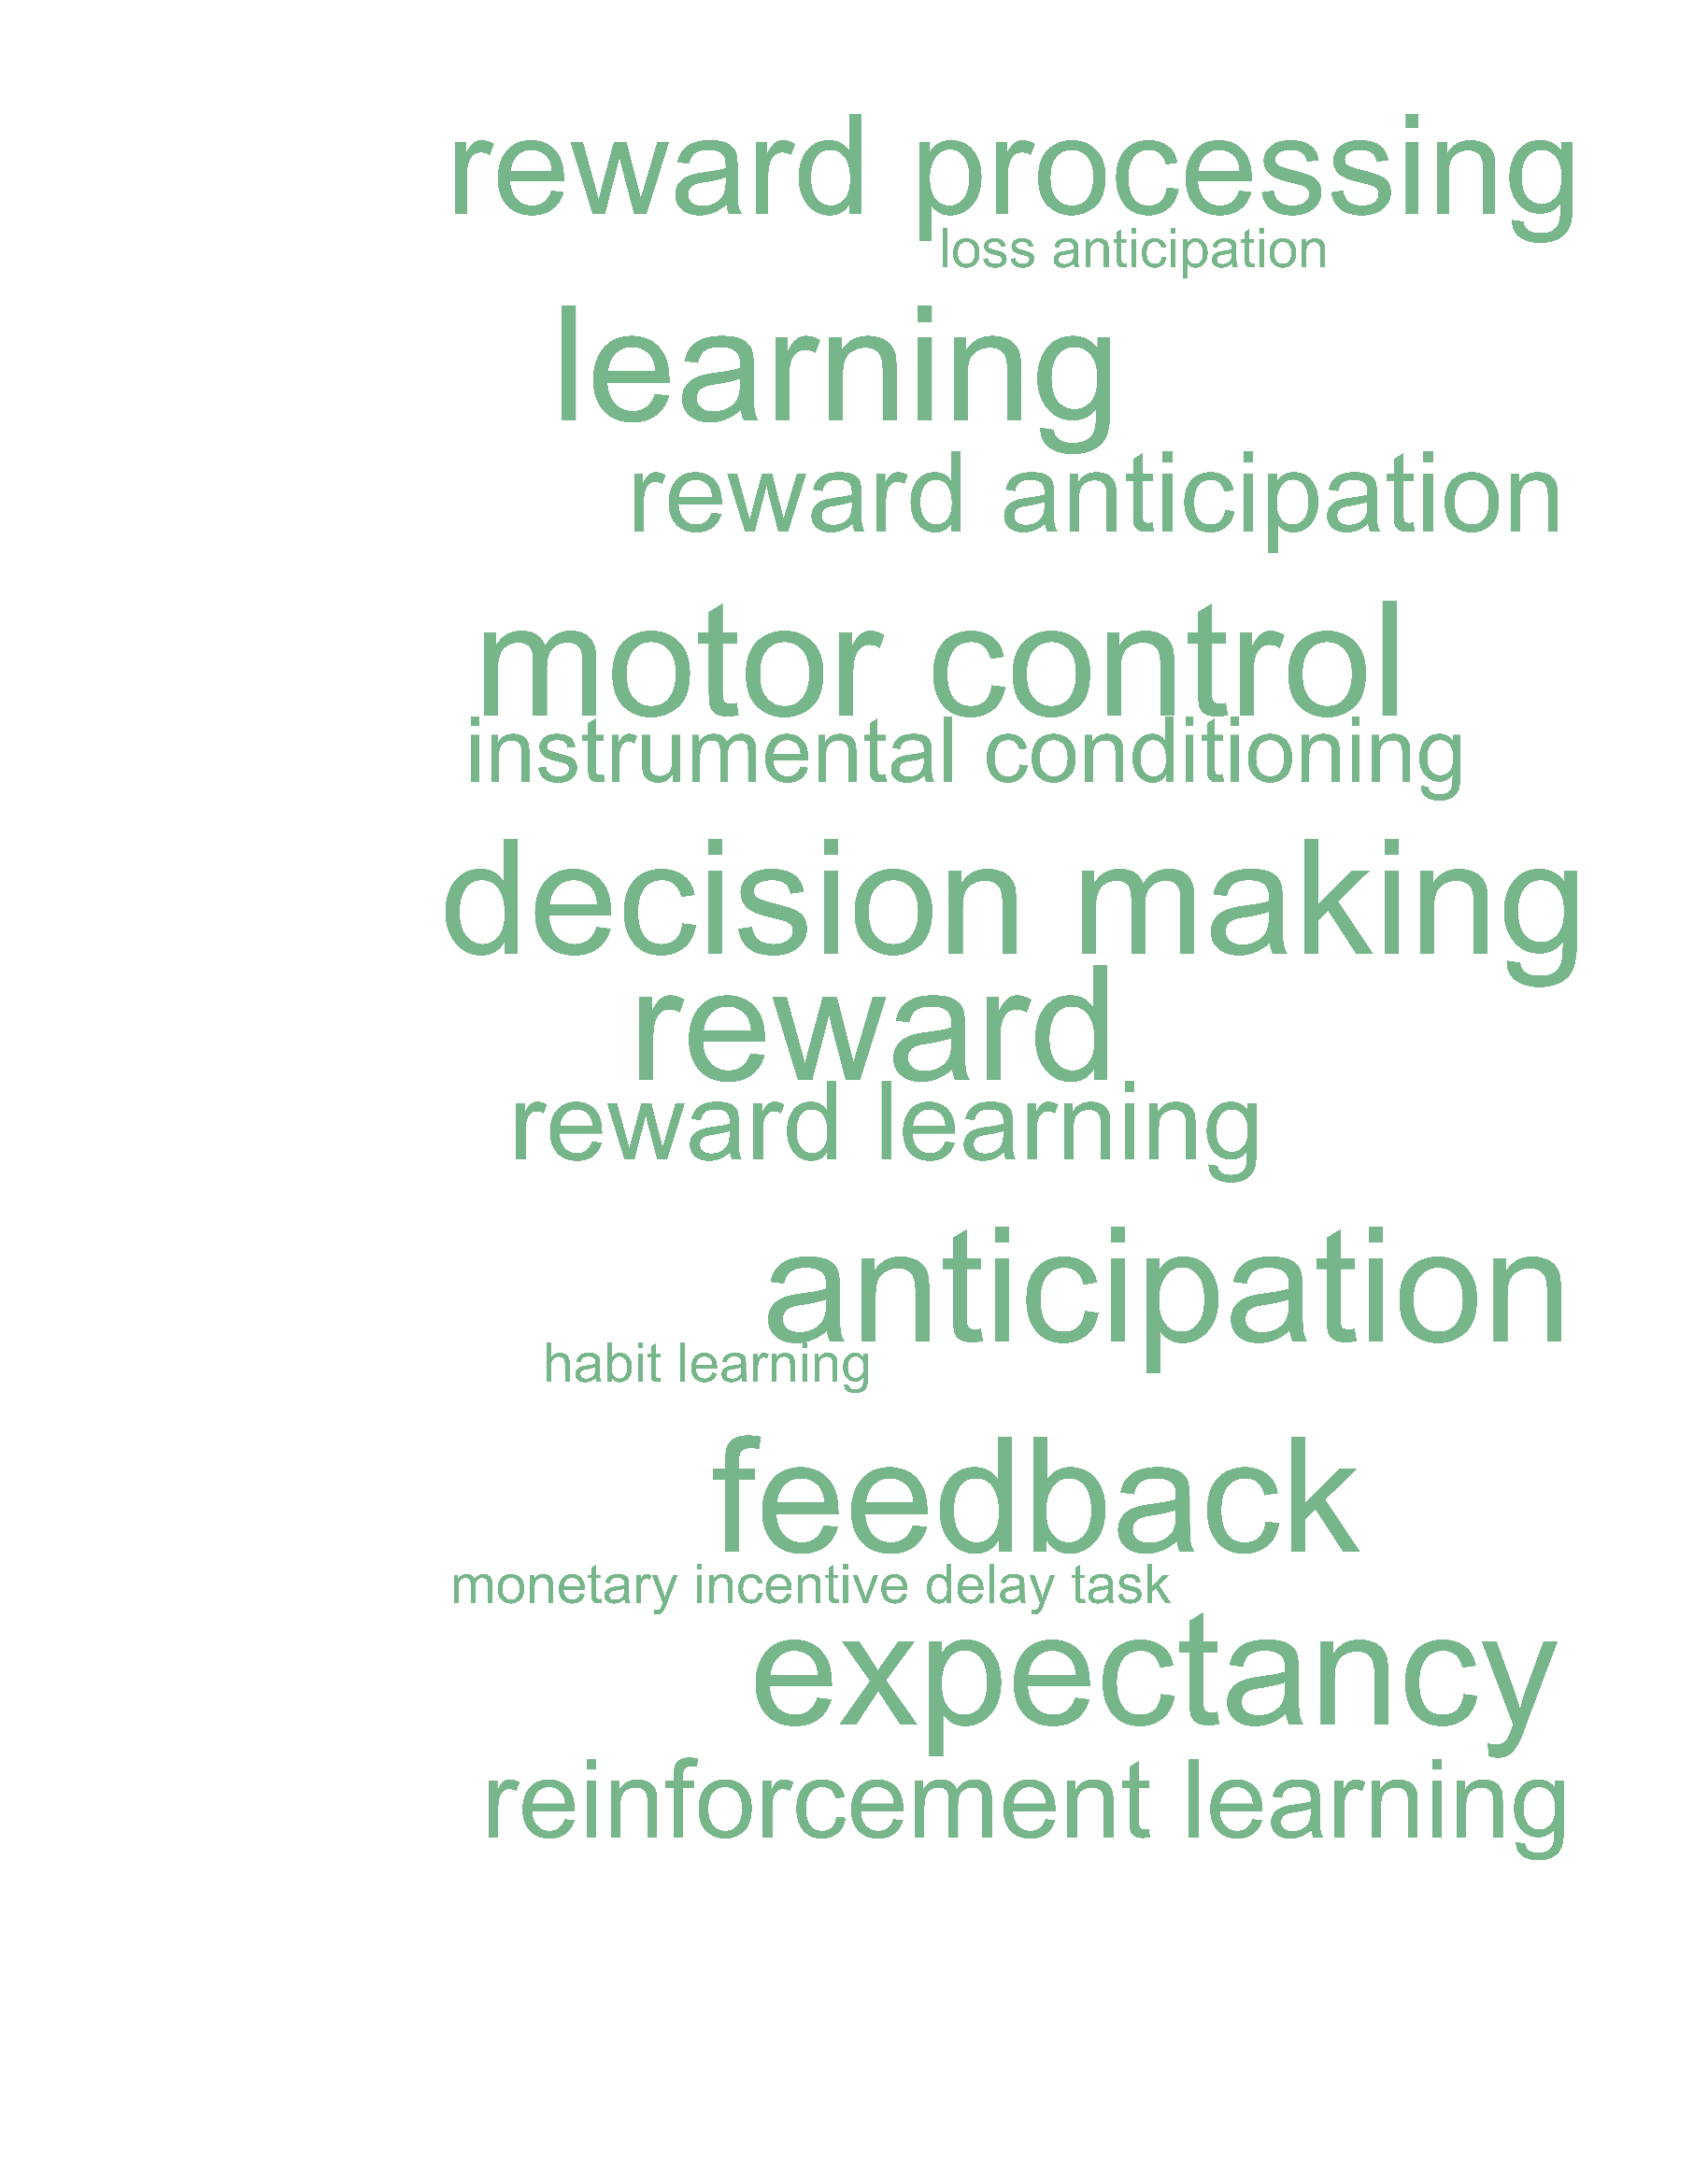 reward processing
loss anticipation
learning
reward anticipation
motor control
instrumental conditioning
decision making
reward
reward learning
anticipation
habit learning
feedback
monetary incentive delay task
expectancy
reinforcement learning